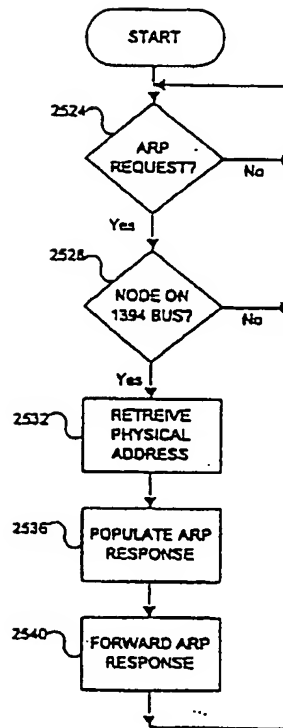 START
2524
ARP
REQUEST?
No
Yes
2528
NODE ON
1394 BUS?
No
Yes
2532
RETREIVE
PHYSICAL
ADDRESS
2536
POPULATE ARP
RESPONSE
2540
FORWARD ARP
RESPONSE
...